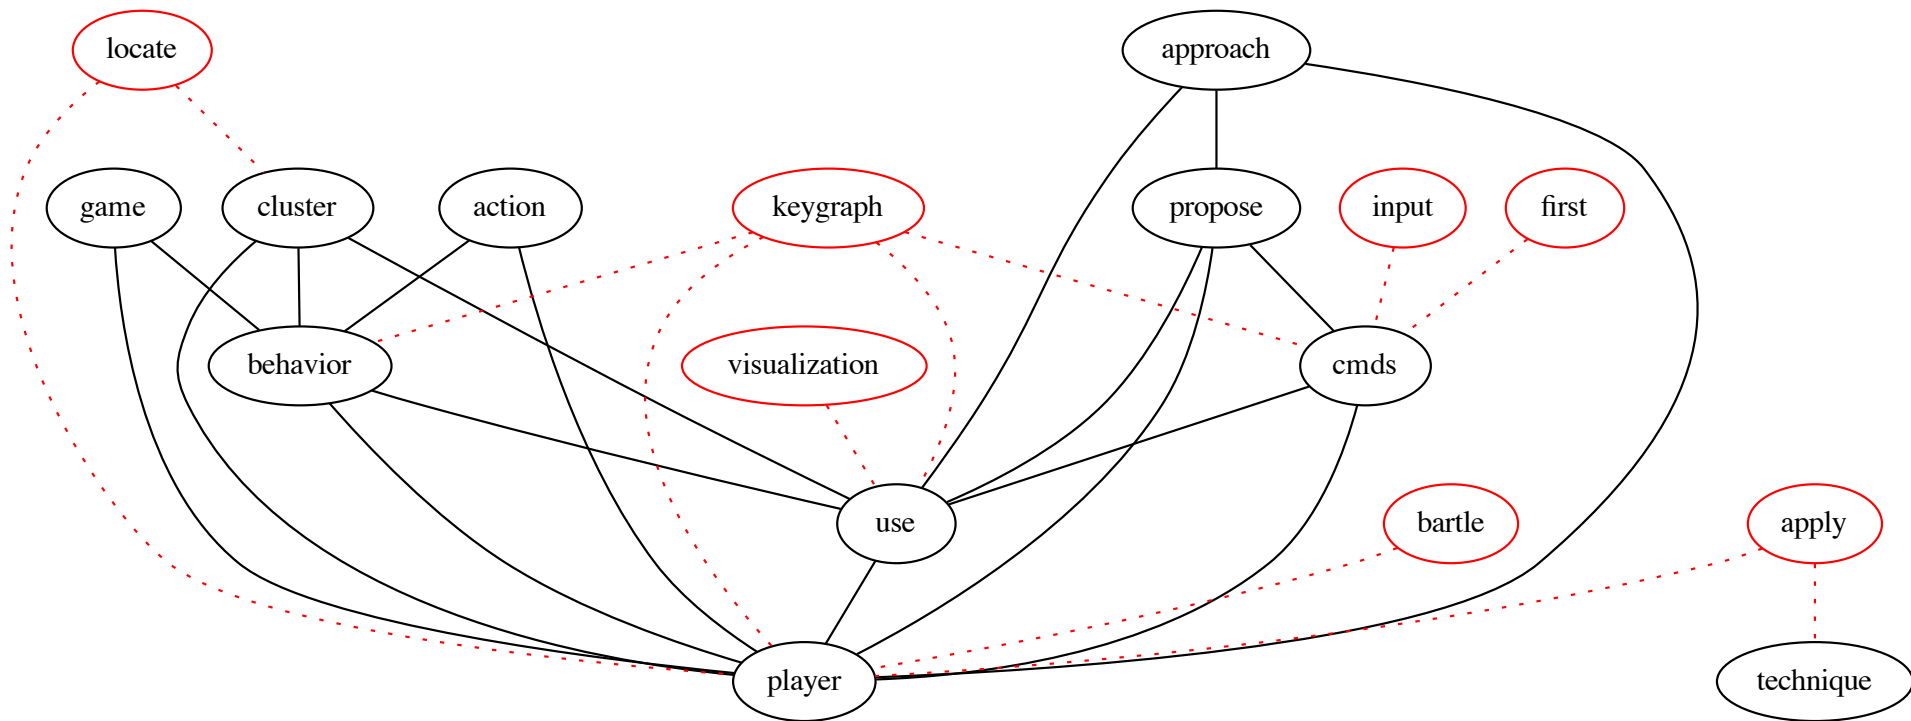 locate
approach
game
cluster
action
keygraph
propose
input
first
behavior
visualization
cmds
use
bartle
apply
player
technique